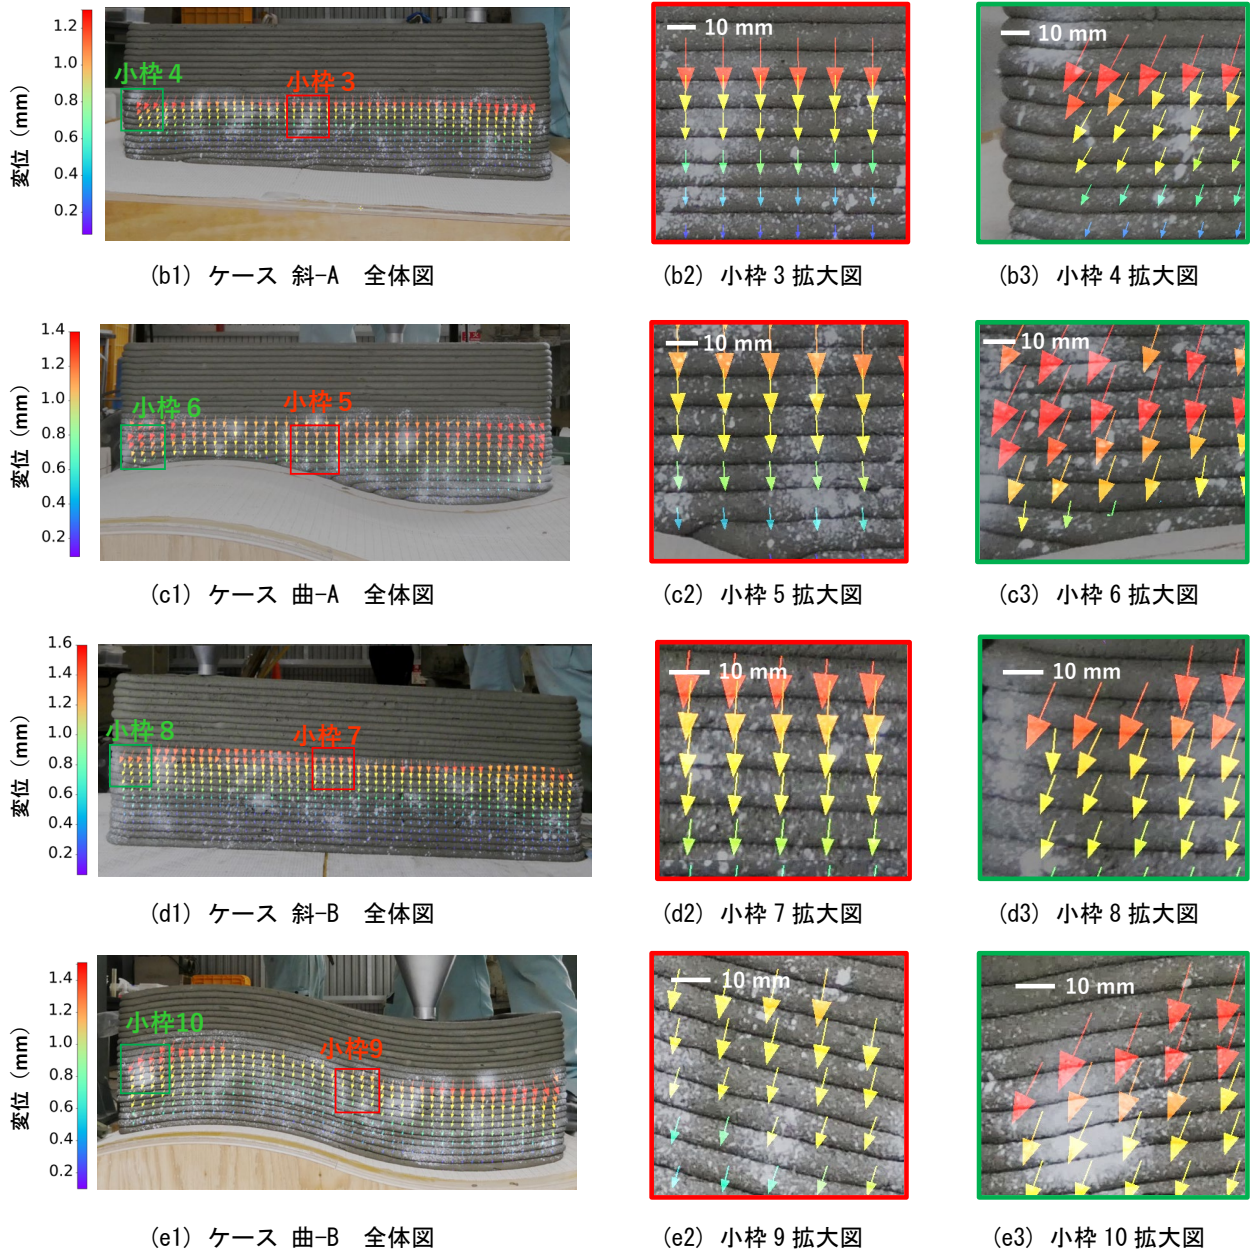 変位 (mm)
1.2
1.0
0.8
0.6
0.4
0.2
小枠4
小枠3
10 mm
10 mm
(b1) ケース 斜-A 全体図
(b2) 小枠3拡大図
(b3) 小枠4拡大図
変位 (mm)
1.4
1.2
1.0
0.8
0.6
0.4
0.2
小枠6
小枠5
10 mm
10 mm
(c1) ケース 曲-A 全体図
(c2) 小枠5拡大図
(c3) 小枠6拡大図
変位 (mm)
1.6
1.4
1.2
1.0
0.8
0.6
0.4
0.2
小枠8
小枠7
10 mm
10 mm
(d1) ケース 斜-B 全体図
(d2) 小枠7拡大図
(d3) 小枠8拡大図
変位 (mm)
1.4
1.2
1.0
0.8
0.6
0.4
0.2
小枠10
小枠9
10 mm
10 mm
(e1) ケース 曲-B 全体図
(e2) 小枠9拡大図
(e3) 小枠10拡大図